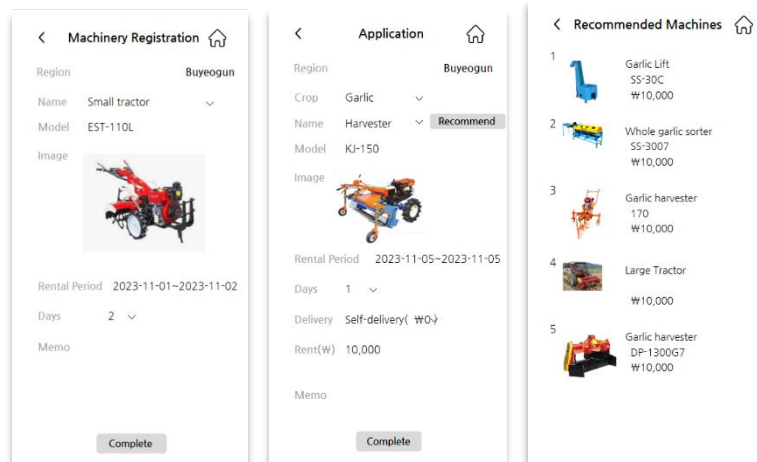 Machinery Registration
Region Buyeogun
Name Small tractor
Model EST-110L
Image
Rental Period 2023-11-01~2023-11-02
Days 2
Memo
Complete
Application
Region Buyeogun
Crop Garlic
Name Harvester Recommend
Model KJ-150
Image
Rental Period 2023-11-05~2023-11-05
Days 1
Delivery Self-delivery( ₩0
Rent(₩) 10,000
Memo
Complete
Recommended Machines
1 Garlic Lift
SS-30C
₩10,000
2 Whole garlic sorter
SS-3007
₩10,000
3 Garlic harvester
170
₩10,000
4 Large Tractor
₩10,000
5 Garlic harvester
DP-1300G7
₩10,000